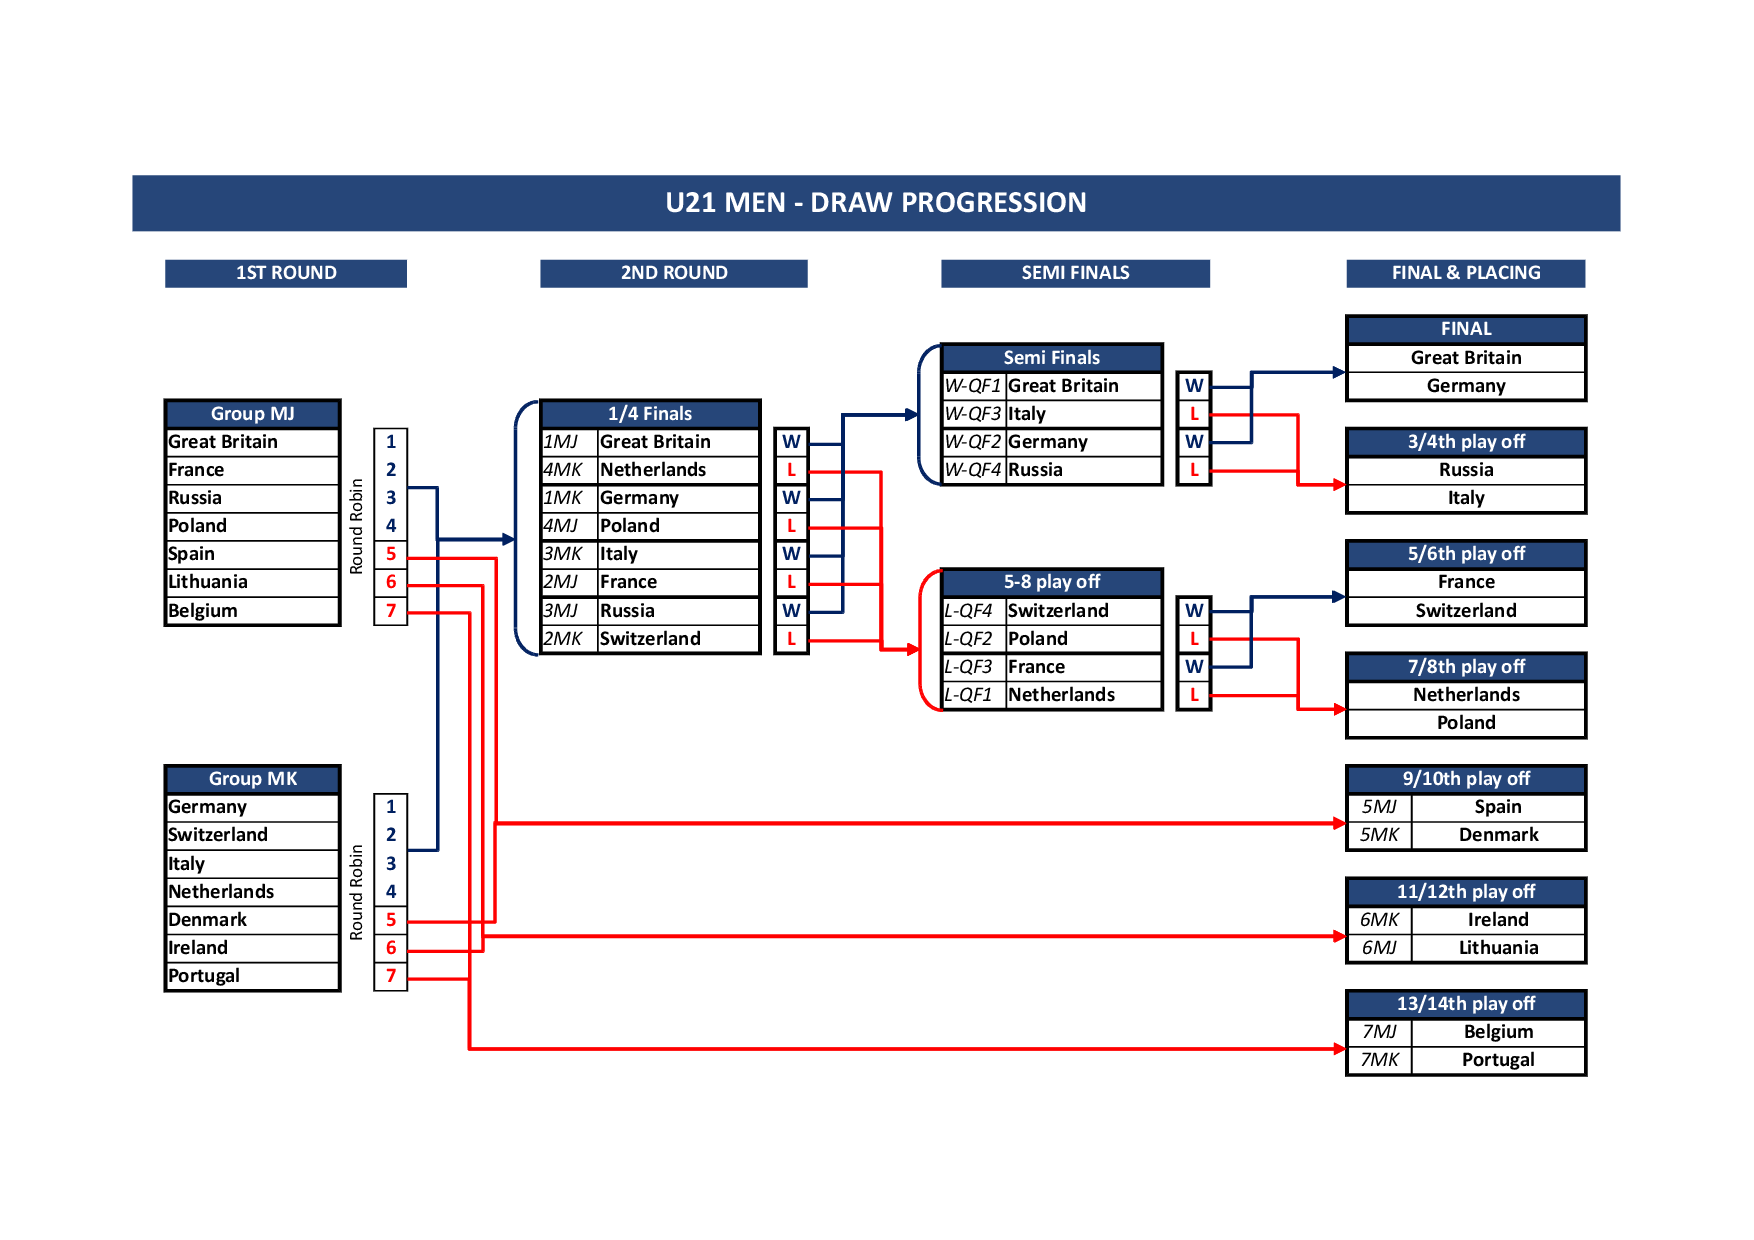 U21 MEN - DRAW PROGRESSION
1ST ROUND
2ND ROUND
SEMI FINALS
FINAL & PLACING
Group MJ
Great Britain
France
Russia
Poland
Spain
Lithuania
Belgium
Round Robin
1
2
3
4
5
6
7
Group MK
Germany
Switzerland
Italy
Netherlands
Denmark
Ireland
Portugal
Round Robin
1
2
3
4
5
6
7
1/4 Finals
1MJ Great Britain W
4MK Netherlands L
1MK Germany W
4MJ Poland L
3MK Italy W
2MJ France L
3MJ Russia W
2MK Switzerland L
Semi Finals
W-QF1 Great Britain W
W-QF3 Italy L
W-QF2 Germany W
W-QF4 Russia L
5-8 play off
L-QF4 Switzerland W
L-QF2 Poland L
L-QF3 France W
L-QF1 Netherlands L
FINAL
Great Britain
Germany
3/4th play off
Russia
Italy
5/6th play off
France
Switzerland
7/8th play off
Netherlands
Poland
9/10th play off
5MJ Spain
5MK Denmark
11/12th play off
6MK Ireland
6MJ Lithuania
13/14th play off
7MJ Belgium
7MK Portugal